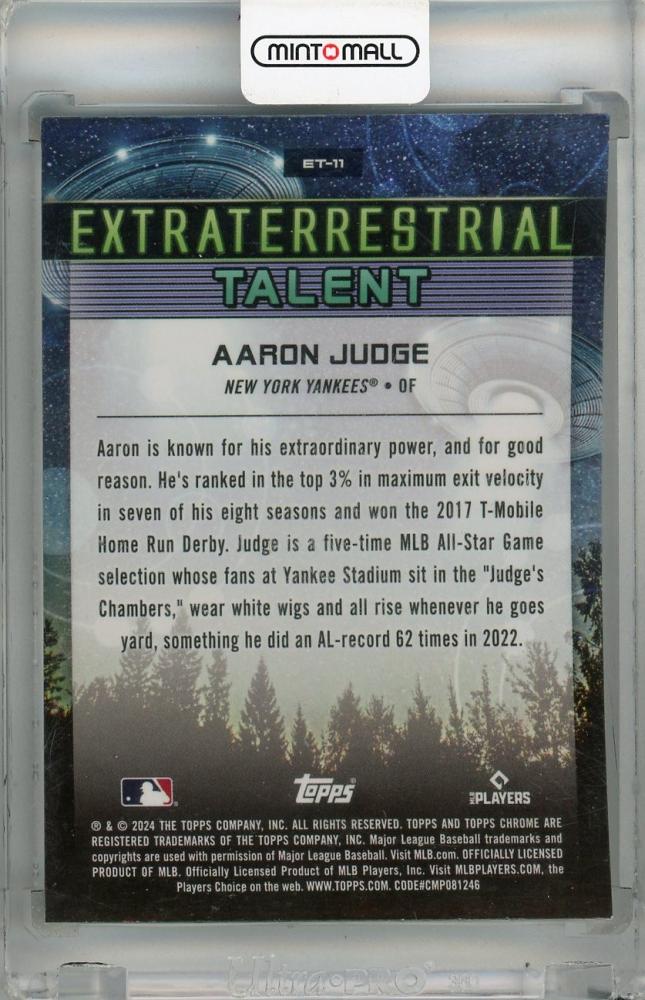 MINT MALL
ET-11
EXTRATERRESTRIAL
TALENT
AARON JUDGE
NEW YORK YANKEES® • OF
Aaron is known for his extraordinary power, and for good
reason. He's ranked in the top 3% in maximum exit velocity
in seven of his eight seasons and won the 2017 T-Mobile
Home Run Derby. Judge is a five-time MLB All-Star Game
selection whose fans at Yankee Stadium sit in the "Judge's
Chambers," wear white wigs and all rise whenever he goes
yard, something he did an AL-record 62 times in 2022.
Topps®
MLB PLAYERS
® & © 2024 THE TOPPS COMPANY, INC. ALL RIGHTS RESERVED. TOPPS AND TOPPS CHROME ARE
REGISTERED TRADEMARKS OF THE TOPPS COMPANY, INC. Major League Baseball trademarks and
copyrights are used with permission of Major League Baseball. Visit MLB.com. OFFICIALLY LICENSED
PRODUCT OF MLB. Officially Licensed Product of MLB Players, Inc. Visit MLBPLAYERS.COM, the
Players Choice on the web. WWW.TOPPS.COM. CODE#CMP081246
Ultra•PRO®